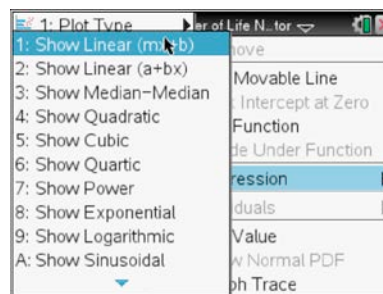 1: Plot Type
er of Life N...tor
1: Show Linear (mx+b)
2: Show Linear (a+bx)
3: Show Median-Median
4: Show Quadratic
5: Show Cubic
6: Show Quartic
7: Show Power
8: Show Exponential
9: Show Logarithmic
A: Show Sinusoidal
ove
Movable Line
Intercept at Zero
Function
de Under Function
ression
duals
Value
w Normal PDF
ph Trace